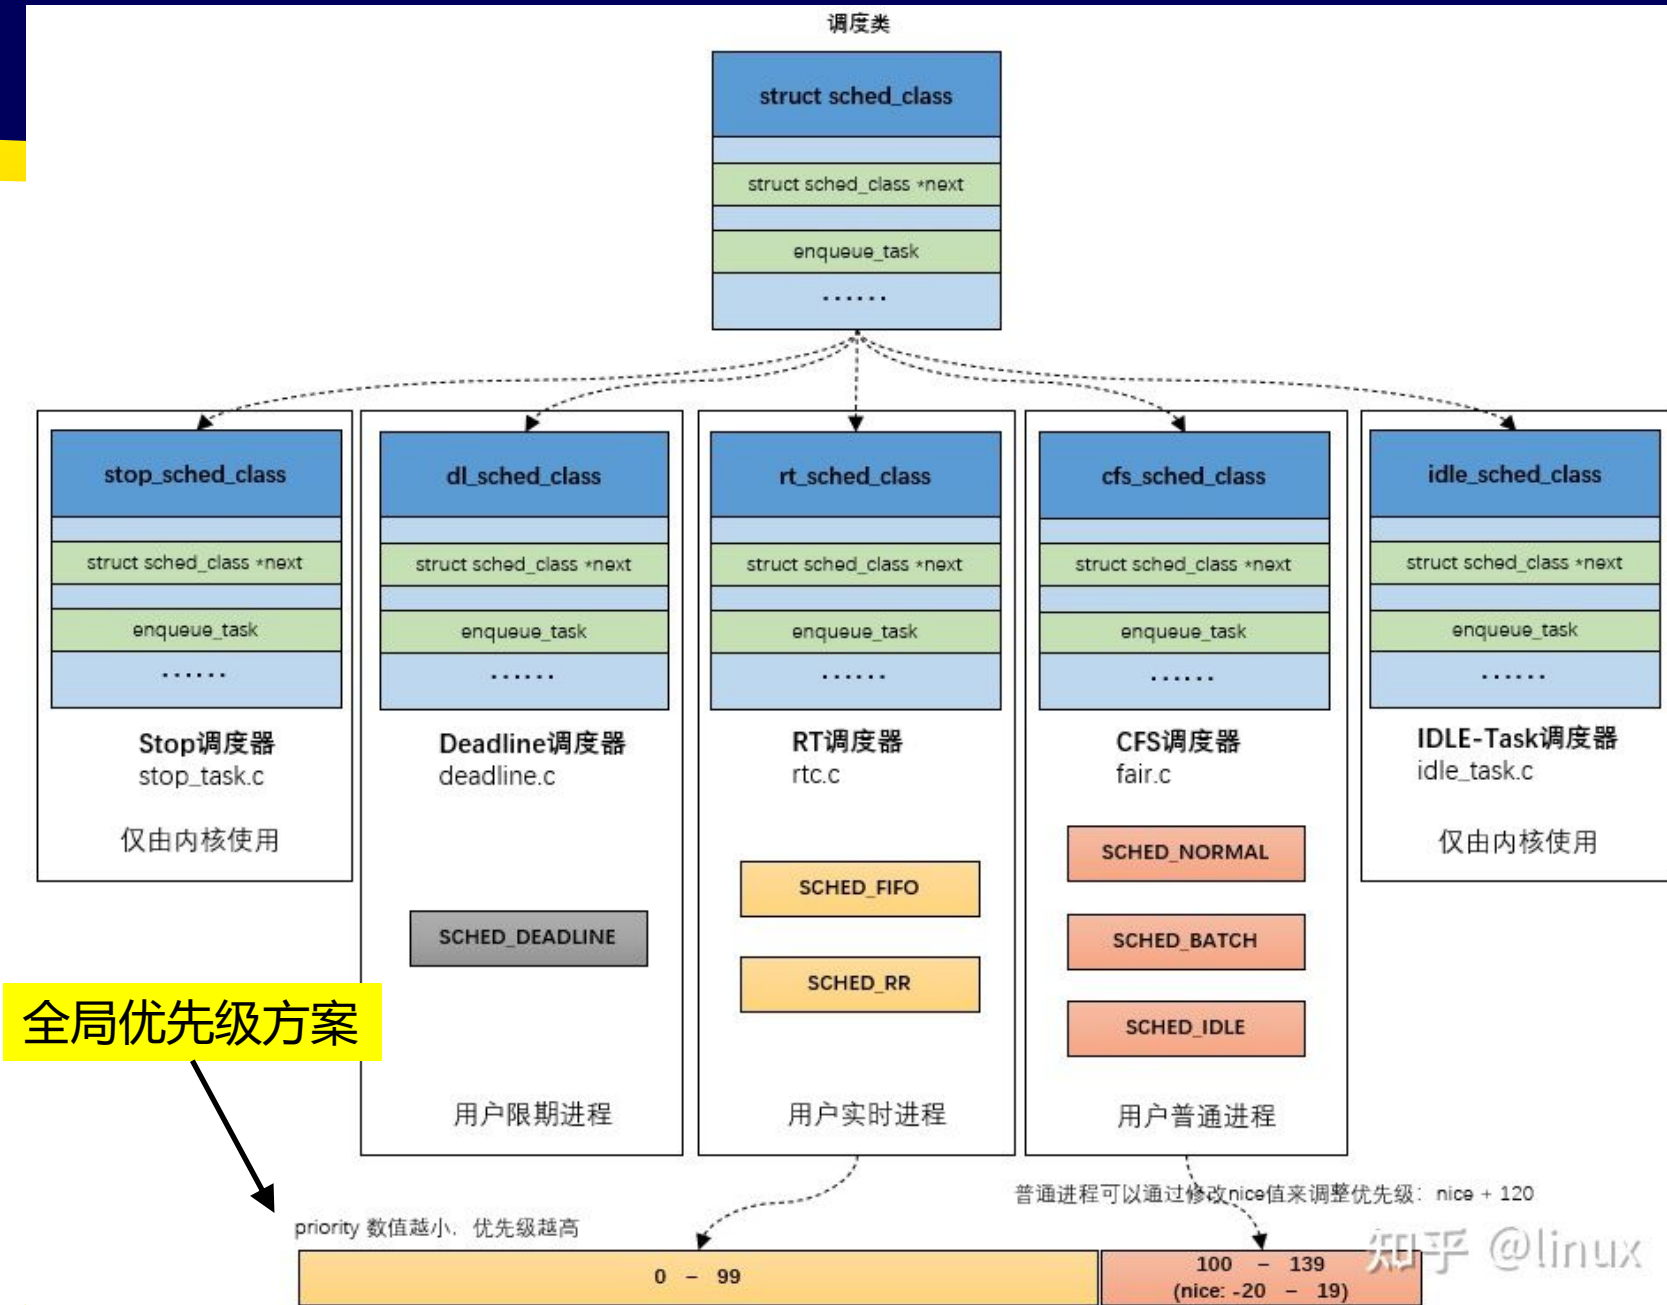 调度类
struct sched_class
struct sched_class *next
enqueue_task
······
stop_sched_class
struct sched_class *next
enqueue_task
······
Stop调度器
stop_task.c
仅由内核使用
dl_sched_class
struct sched_class *next
enqueue_task
······
Deadline调度器
deadline.c
SCHED_DEADLINE
用户限期进程
rt_sched_class
struct sched_class *next
enqueue_task
······
RT调度器
rtc.c
SCHED_FIFO
SCHED_RR
用户实时进程
cfs_sched_class
struct sched_class *next
enqueue_task
······
CFS调度器
fair.c
SCHED_NORMAL
SCHED_BATCH
SCHED_IDLE
用户普通进程
idle_sched_class
struct sched_class *next
enqueue_task
······
IDLE-Task调度器
idle_task.c
仅由内核使用
全局优先级方案
普通进程可以通过修改nice值来调整优先级：nice + 120
priority 数值越小，优先级越高
0 - 99
100 - 139
(nice: -20 - 19)
知乎 @linux